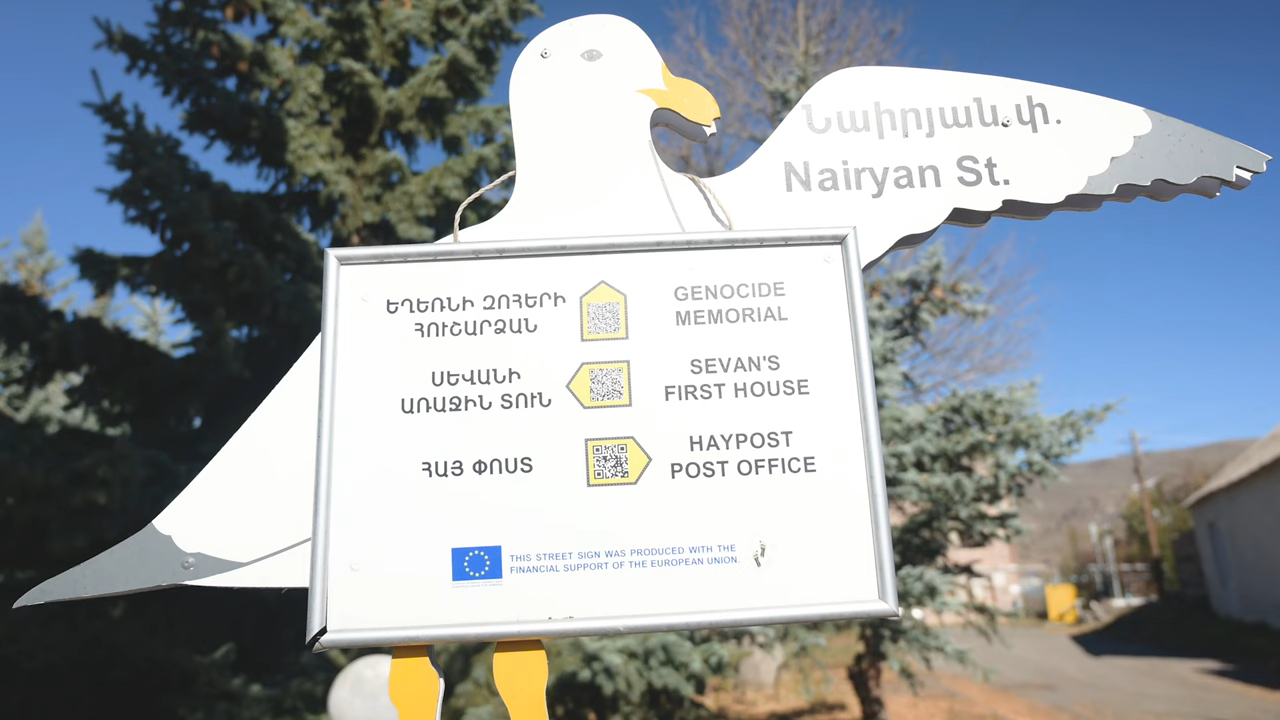 Նաիրյան փ.
Nairyan St.
ԵՂԵՌՆԻ ԶՈՀԵՐԻ
ՀՈՒՇԱՐՁԱՆ
GENOCIDE
MEMORIAL
ՍԵՎԱՆԻ
ԱՌԱՋԻՆ ՏՈՒՆ
SEVAN'S
FIRST HOUSE
ՀԱՅ ՓՈՍՏ
HAYPOST
POST OFFICE
THIS STREET SIGN WAS PRODUCED WITH THE
FINANCIAL SUPPORT OF THE EUROPEAN UNION.